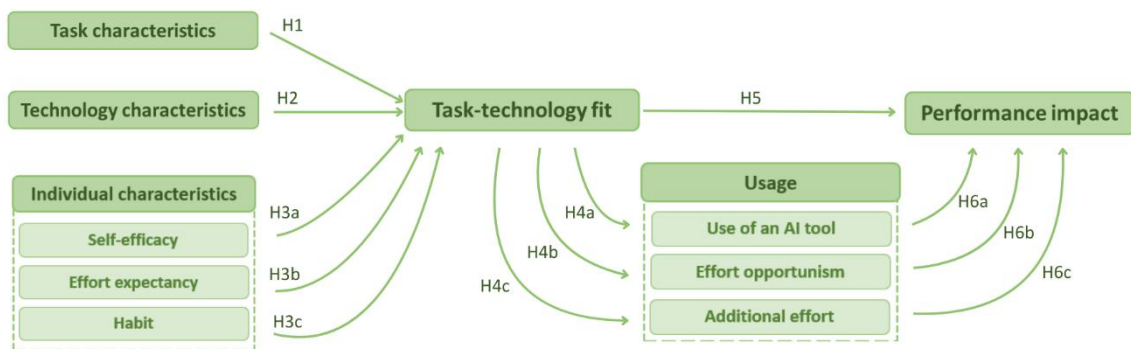 Task characteristics
H1
Technology characteristics
H2
Task-technology fit
H5
Performance impact
Individual characteristics
Self-efficacy
Effort expectancy
Habit
H3a
H3b
H3c
H4a
H4b
H4c
Usage
Use of an AI tool
Effort opportunism
Additional effort
H6a
H6b
H6c